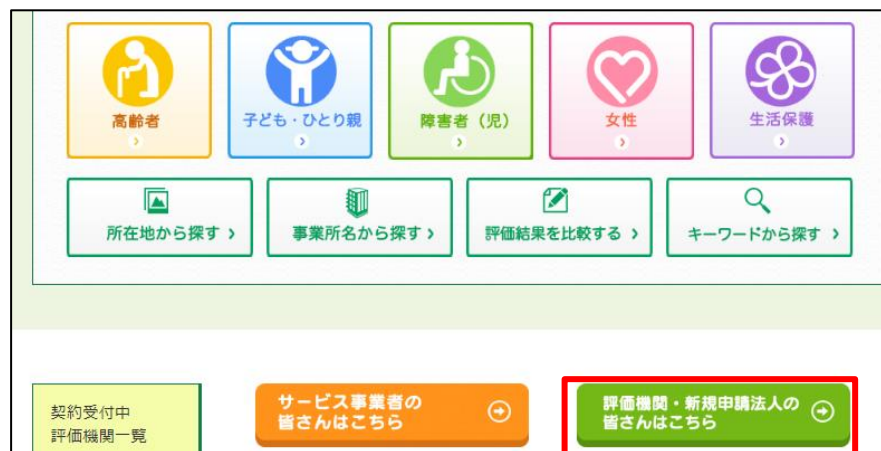 高齢者
子ども・ひとり親
障害者（児）
女性
生活保護
所在地から探す
事業所名から探す
評価結果を比較する
キーワードから探す
契約受付中
評価機関一覧
サービス事業者の
皆さんはこちら
評価機関・新規申請法人の
皆さんはこちら